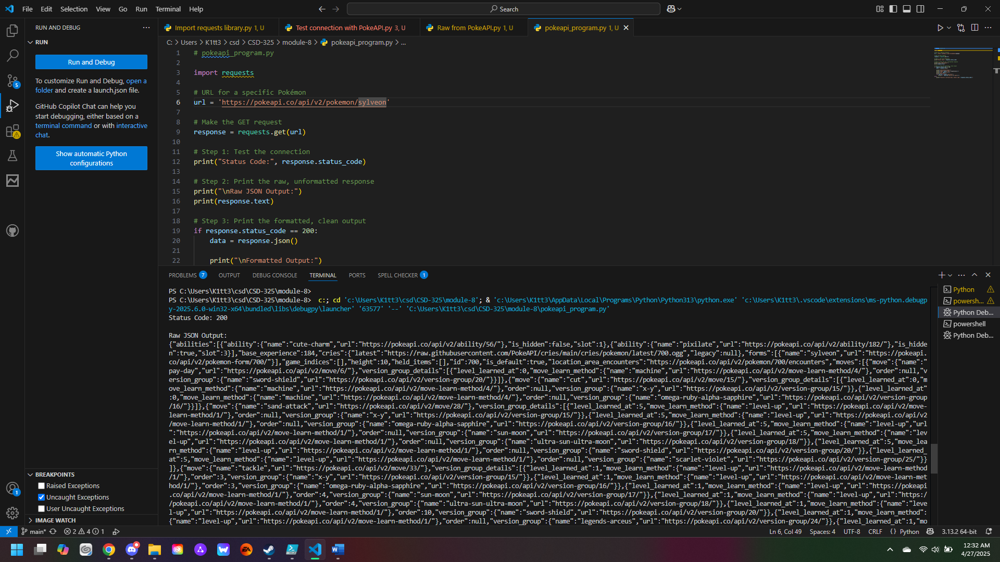 File Edit Selection View Go Run Terminal Help
Search
RUN AND DEBUG
RUN
Run and Debug
To customize Run and Debug, open a
folder and create a launch.json file.
GitHub Copilot Chat can help you
start debugging, either based on a
terminal command or with interactive
chat.
Show automatic Python
configurations
BREAKPOINTS
Raised Exceptions
Uncaught Exceptions
User Uncaught Exceptions
IMAGE WATCH
Import requests library.py 1, U
Test connection with PokeAPI.py 3, U
Raw from PokeAPI.py 1, U
pokeapi_program.py 1, U
C: > Users > K1tt3 > csd > CSD-325 > module-8 > pokeapi_program.py > ...
1 # pokeapi_program.py
2
3 import requests
4
5 # URL for a specific Pokémon
6 url = 'https://pokeapi.co/api/v2/pokemon/sylveon'
7
8 # Make the GET request
9 response = requests.get(url)
10
11 # Step 1: Test the connection
12 print("Status Code:", response.status_code)
13
14 # Step 2: Print the raw, unformatted response
15 print("\nRaw JSON Output:")
16 print(response.text)
17
18 # Step 3: Print the formatted, clean output
19 if response.status_code == 200:
20 data = response.json()
21
22 print("\nFormatted Output:")
PROBLEMS 7 OUTPUT DEBUG CONSOLE TERMINAL PORTS SPELL CHECKER 1
PS C:\Users\K1tt3\csd\CSD-325\module-8>
PS C:\Users\K1tt3\csd\CSD-325\module-8> c:; cd 'c:\Users\K1tt3\csd\CSD-325\module-8'; & 'c:\Users\K1tt3\AppData\Local\Programs\Python\Python313\python.exe' 'c:\Users\K1tt3\.vscode\extensions\ms-python.debugp
y-2025.6.0-win32-x64\bundled\libs\debugpy\launcher' '63577' '--' 'C:\Users\K1tt3\csd\CSD-325\module-8\pokeapi_program.py'
Status Code: 200
Raw JSON Output:
{"abilities":[{"ability":{"name":"cute-charm","url":"https://pokeapi.co/api/v2/ability/56/"},"is_hidden":false,"slot":1},{"ability":{"name":"pixilate","url":"https://pokeapi.co/api/v2/ability/182/"},"is_hidde
n":true,"slot":3}],"base_experience":184,"cries":{"latest":"https://raw.githubusercontent.com/PokeAPI/cries/main/cries/pokemon/latest/700.ogg","legacy":null},"forms":[{"name":"sylveon","url":"https://pokeapi.
co/api/v2/pokemon-form/700/"}],"game_indices":[],"height":10,"held_items":[],"id":700,"is_default":true,"location_area_encounters":"https://pokeapi.co/api/v2/pokemon/700/encounters","moves":[{"move":{"name":"
pay-day","url":"https://pokeapi.co/api/v2/move/6/"},"version_group_details":[{"level_learned_at":0,"move_learn_method":{"name":"machine","url":"https://pokeapi.co/api/v2/move-learn-method/4/"},"order":null,"v
ersion_group":{"name":"sword-shield","url":"https://pokeapi.co/api/v2/version-group/20/"}}]},{"move":{"name":"cut","url":"https://pokeapi.co/api/v2/move/15/"},"version_group_details":[{"level_learned_at":0,"m
ove_learn_method":{"name":"machine","url":"https://pokeapi.co/api/v2/move-learn-method/4/"},"order":null,"version_group":{"name":"x-y","url":"https://pokeapi.co/api/v2/version-group/15/"}},{"level_learned_at"
:0,"move_learn_method":{"name":"machine","url":"https://pokeapi.co/api/v2/move-learn-method/4/"},"order":null,"version_group":{"name":"omega-ruby-alpha-sapphire","url":"https://pokeapi.co/api/v2/version-group
/16/"}}]},{"move":{"name":"sand-attack","url":"https://pokeapi.co/api/v2/move/28/"},"version_group_details":[{"level_learned_at":5,"move_learn_method":{"name":"level-up","url":"https://pokeapi.co/api/v2/move-
learn-method/1/"},"order":null,"version_group":{"name":"x-y","url":"https://pokeapi.co/api/v2/version-group/15/"}},{"level_learned_at":5,"move_learn_method":{"name":"level-up","url":"https://pokeapi.co/api/v2
/move-learn-method/1/"},"order":null,"version_group":{"name":"omega-ruby-alpha-sapphire","url":"https://pokeapi.co/api/v2/version-group/16/"}},{"level_learned_at":5,"move_learn_method":{"name":"level-up","url
":"https://pokeapi.co/api/v2/move-learn-method/1/"},"order":null,"version_group":{"name":"sun-moon","url":"https://pokeapi.co/api/v2/version-group/17/"}},{"level_learned_at":5,"move_learn_method":{"name":"lev
el-up","url":"https://pokeapi.co/api/v2/move-learn-method/1/"},"order":null,"version_group":{"name":"ultra-sun-ultra-moon","url":"https://pokeapi.co/api/v2/version-group/18/"}},{"level_learned_at":5,"move_lea
rn_method":{"name":"level-up","url":"https://pokeapi.co/api/v2/move-learn-method/1/"},"order":null,"version_group":{"name":"sword-shield","url":"https://pokeapi.co/api/v2/version-group/20/"}},{"level_learned_
at":5,"move_learn_method":{"name":"level-up","url":"https://pokeapi.co/api/v2/move-learn-method/1/"},"order":null,"version_group":{"name":"scarlet-violet","url":"https://pokeapi.co/api/v2/version-group/25/"}}
]},{"move":{"name":"tackle","url":"https://pokeapi.co/api/v2/move/33/"},"version_group_details":[{"level_learned_at":1,"move_learn_method":{"name":"level-up","url":"https://pokeapi.co/api/v2/move-learn-method
/1/"},"order":3,"version_group":{"name":"x-y","url":"https://pokeapi.co/api/v2/version-group/15/"}},{"level_learned_at":1,"move_learn_method":{"name":"level-up","url":"https://pokeapi.co/api/v2/move-learn-met
hod/1/"},"order":3,"version_group":{"name":"omega-ruby-alpha-sapphire","url":"https://pokeapi.co/api/v2/version-group/16/"}},{"level_learned_at":1,"move_learn_method":{"name":"level-up","url":"https://pokeapi
.co/api/v2/move-learn-method/1/"},"order":4,"version_group":{"name":"sun-moon","url":"https://pokeapi.co/api/v2/version-group/17/"}},{"level_learned_at":1,"move_learn_method":{"name":"level-up","url":"https:/
/pokeapi.co/api/v2/move-learn-method/1/"},"order":4,"version_group":{"name":"ultra-sun-ultra-moon","url":"https://pokeapi.co/api/v2/version-group/18/"}},{"level_learned_at":1,"move_learn_method":{"name":"leve
l-up","url":"https://pokeapi.co/api/v2/move-learn-method/1/"},"order":10,"version_group":{"name":"sword-shield","url":"https://pokeapi.co/api/v2/version-group/20/"}},{"level_learned_at":1,"move_learn_method":
{"name":"level-up","url":"https://pokeapi.co/api/v2/move-learn-method/1/"},"order":null,"version_group":{"name":"legends-arceus","url":"https://pokeapi.co/api/v2/version-group/24/"}},{"level_learned_at":1,"mo
Python
powersh...
Python Deb...
powershell
Python Deb...
5
1
main* 2 4 1
Ln 6, Col 49 Spaces: 4 UTF-8 CRLF {} Python 3.13.2 64-bit
EA
12:32 AM
4/27/2025